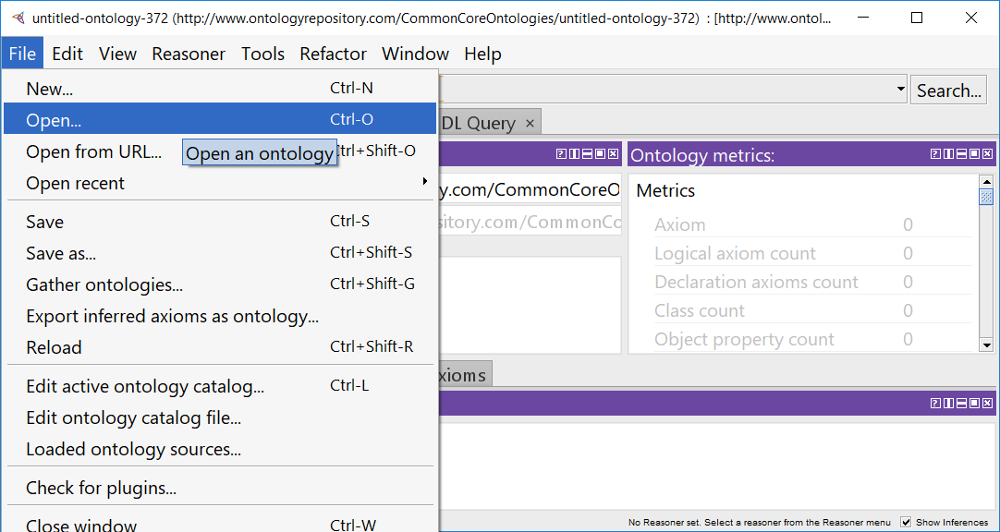 untitled-ontology-372 (http://www.ontologyrepository.com/CommonCoreOntologies/untitled-ontology-372) : [http://www.ontol...
File Edit View Reasoner Tools Refactor Window Help
New... Ctrl-N
Open... Ctrl-O
Open from URL... Ctrl+Shift-O
Open an ontology
Open recent
Save Ctrl-S
Save as... Ctrl+Shift-S
Gather ontologies... Ctrl+Shift-G
Export inferred axioms as ontology...
Reload Ctrl+Shift-R
Edit active ontology catalog... Ctrl-L
Edit ontology catalog file...
Loaded ontology sources...
Check for plugins...
Close window Ctrl-W
Search...
DL Query ×
y.com/CommonCoreO
sitory.com/CommonCo
Ontology metrics:
Metrics
Axiom 0
Logical axiom count 0
Declaration axioms count 0
Class count 0
Object property count 0
xioms
No Reasoner set. Select a reasoner from the Reasoner menu Show Inferences